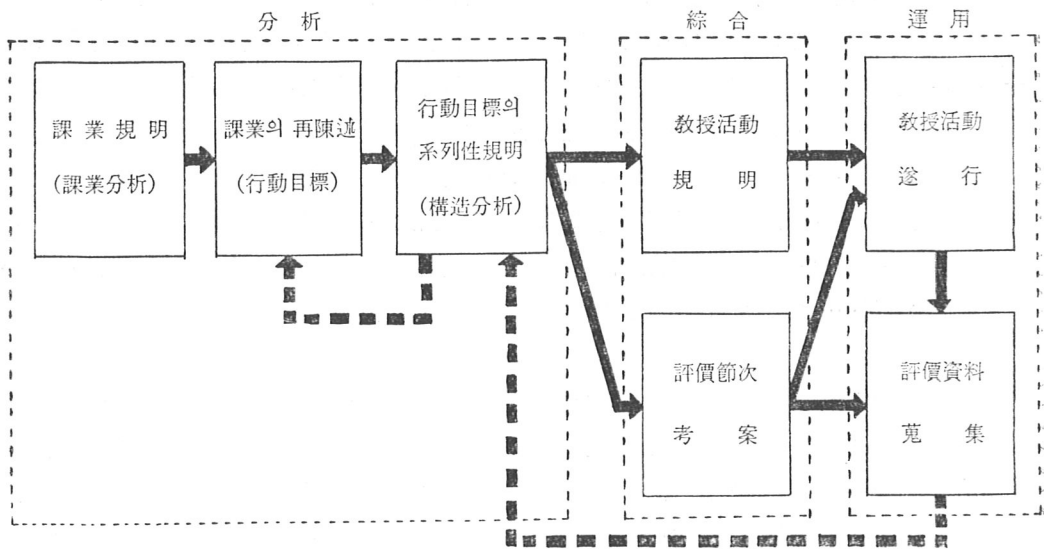 分 析
課 業 規 明
(課業分析)
課業의 再陳述
(行動目標)
行動目標의
系列性規明
(構造分析)
綜 合
敎授活動
規 明
評價節次
考 案
運 用
敎授活動
遂 行
評價資料
蒐 集